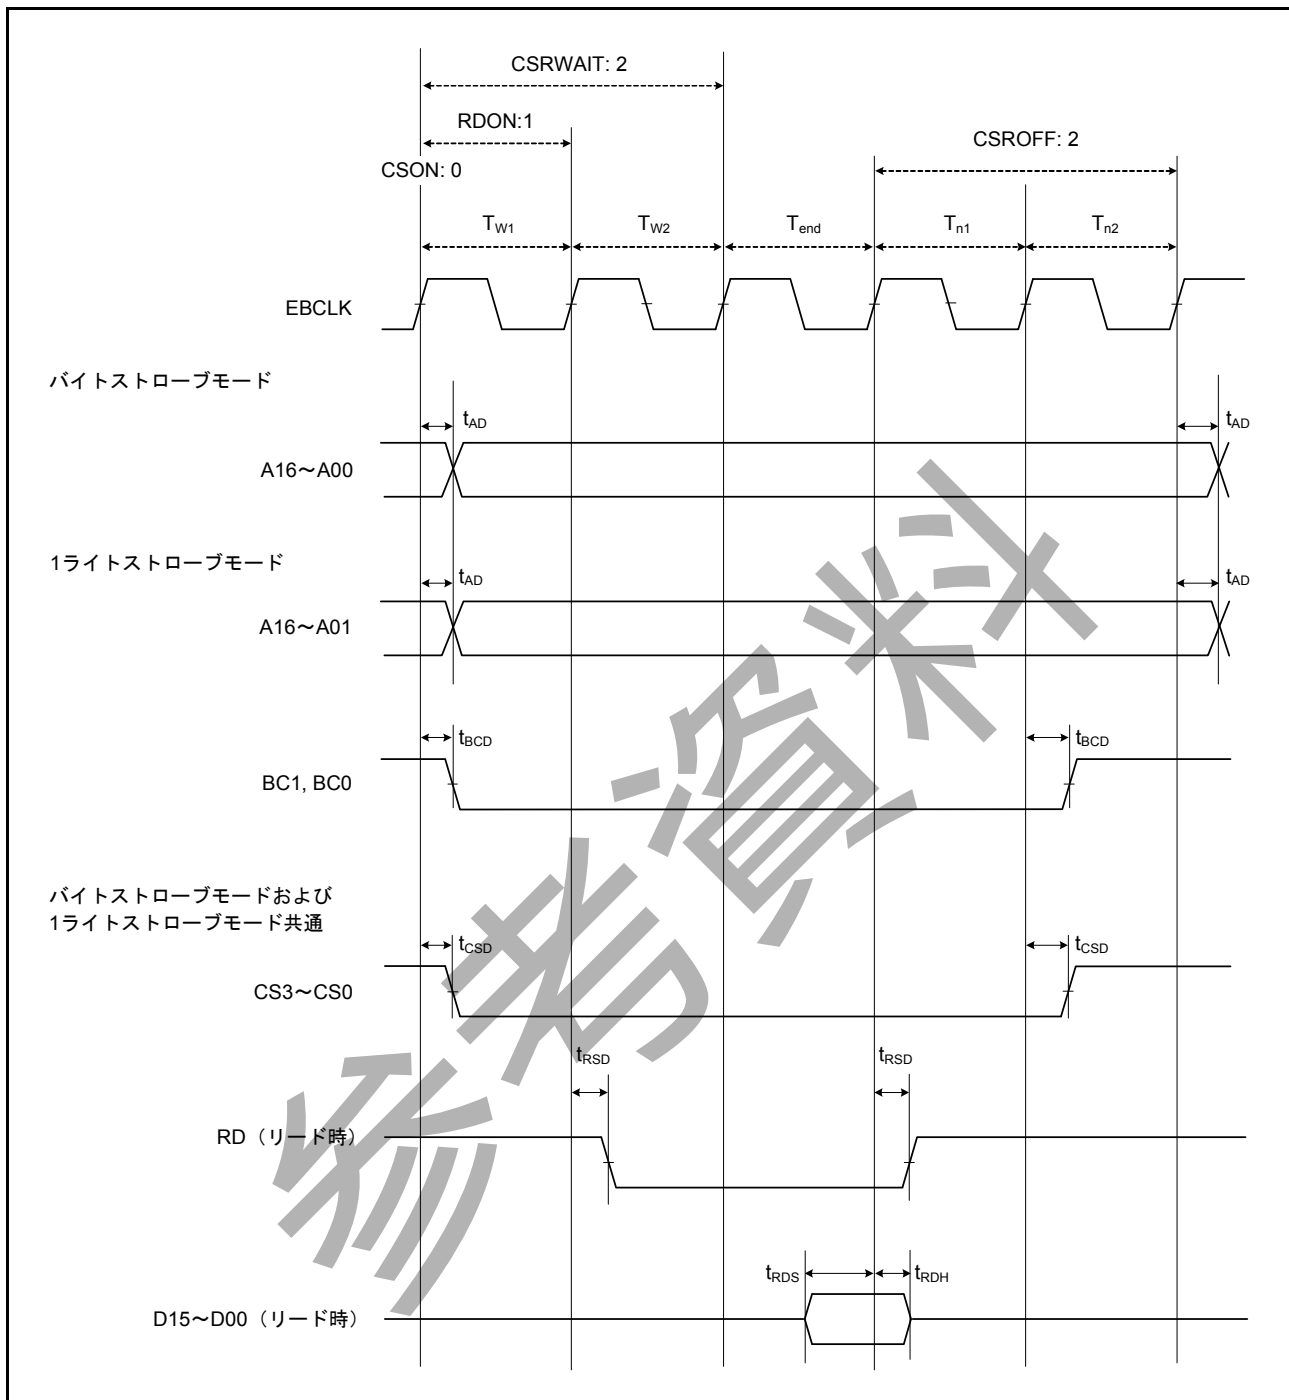 CSRWAIT: 2
RDON:1
CSROFF: 2
CSON: 0
TW1 TW2 Tend Tn1 Tn2
EBCLK
バイトストローブモード
tAD tAD
A16～A00
1ライトストローブモード
tAD tAD
A16～A01
tBCD tBCD
BC1, BC0
バイトストローブモードおよび
1ライトストローブモード共通
tCSD tCSD
CS3～CS0
tRSD tRSD
RD（リード時）
tRDS tRDH
D15～D00（リード時）
参考資料